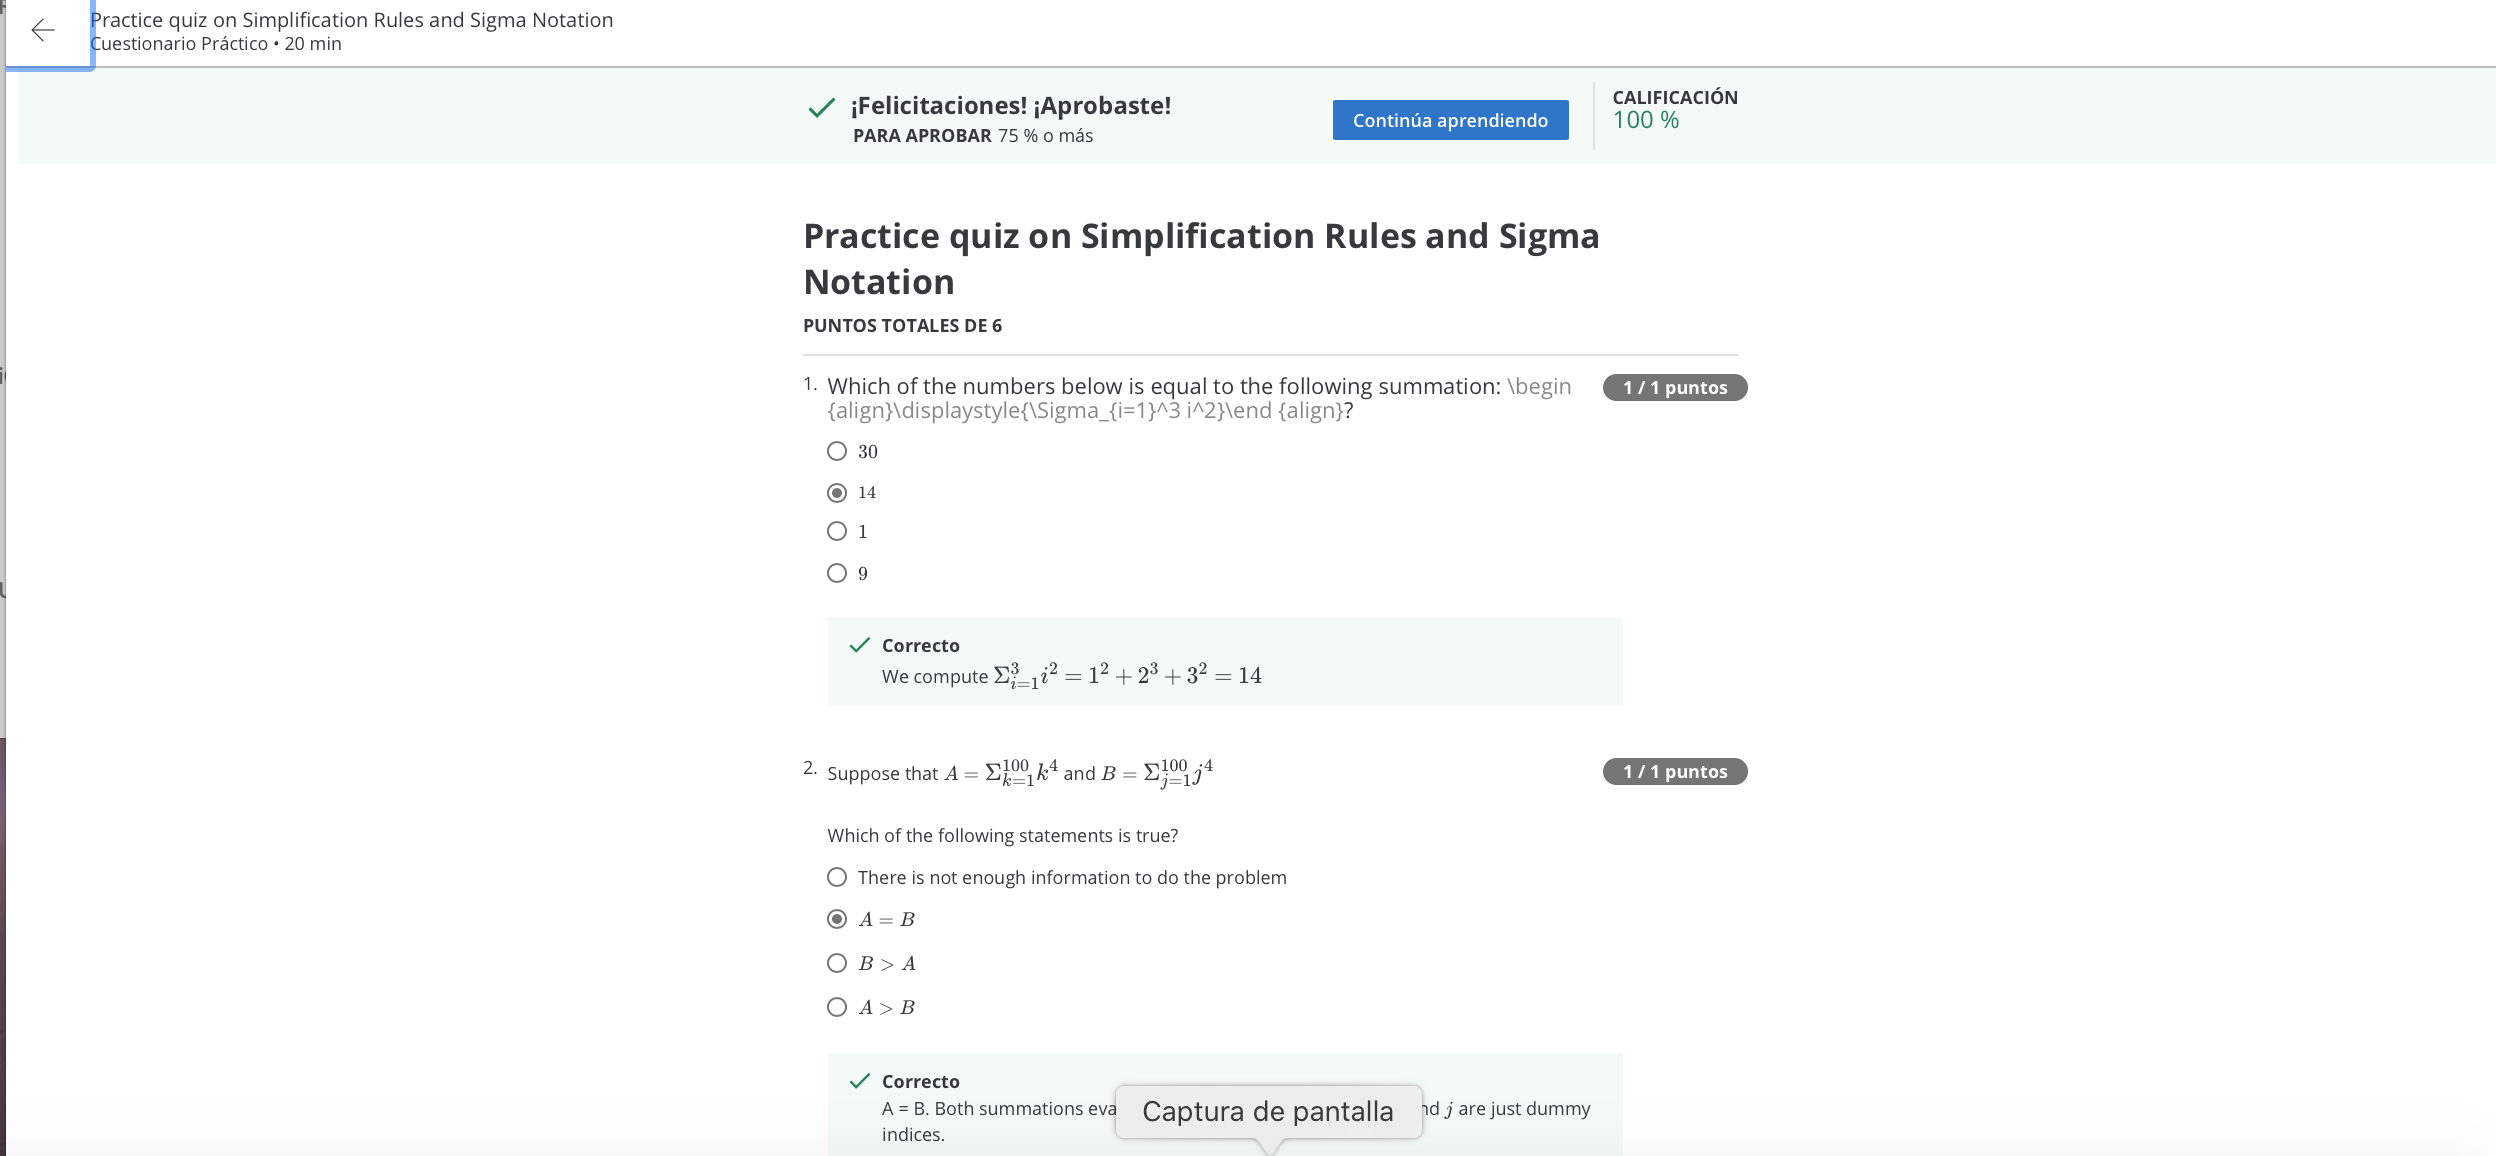 Practice quiz on Simplification Rules and Sigma Notation
Cuestionario Práctico • 20 min
¡Felicitaciones! ¡Aprobaste!
PARA APROBAR 75 % o más
Continúa aprendiendo
CALIFICACIÓN
100 %
Practice quiz on Simplification Rules and Sigma
Notation
PUNTOS TOTALES DE 6
1. Which of the numbers below is equal to the following summation: \begin
{align}\displaystyle{\Sigma_{i=1}^3 i^2}\end {align}?
1 / 1 puntos
30
14
1
9
Correcto
We compute Σ_{i=1}^3 i^2 = 1^2 + 2^3 + 3^2 = 14
2. Suppose that A = Σ_{k=1}^{100} k^4 and B = Σ_{j=1}^{100} j^4
1 / 1 puntos
Which of the following statements is true?
There is not enough information to do the problem
A = B
B > A
A > B
Correcto
A = B. Both summations j are just dummy
indices.
Captura de pantalla